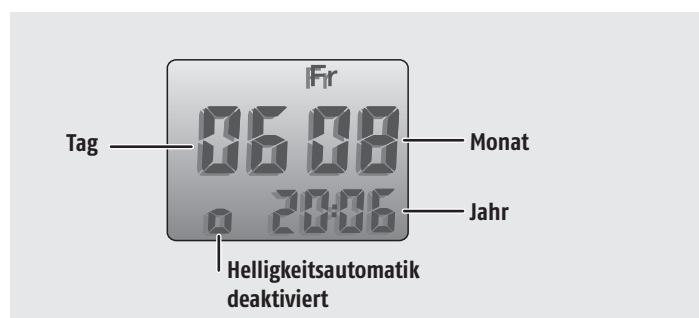 Fr
Tag
06 08
Monat
o 20:06
Jahr
Helligkeitsautomatik
deaktiviert